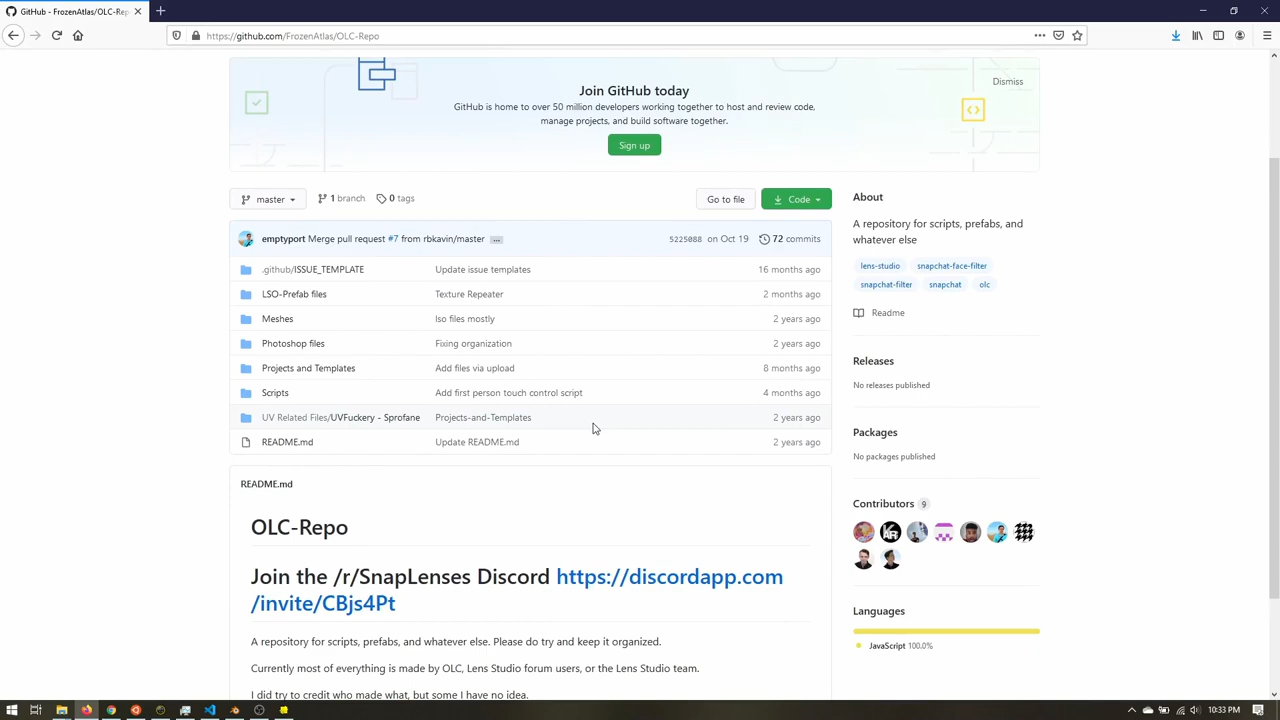 GitHub - FrozenAtlas/OLC-Rep
https://github.com/FrozenAtlas/OLC-Repo
Join GitHub today
Dismiss
GitHub is home to over 50 million developers working together to host and review code,
manage projects, and build software together.
Sign up
master
1 branch
0 tags
Go to file
Code
emptyport Merge pull request #7 from rbkavin/master ...
5225088 on Oct 19
72 commits
.github/ISSUE_TEMPLATE
Update issue templates
16 months ago
LSO-Prefab files
Texture Repeater
2 months ago
Meshes
Iso files mostly
2 years ago
Photoshop files
Fixing organization
2 years ago
Projects and Templates
Add files via upload
8 months ago
Scripts
Add first person touch control script
4 months ago
UV Related Files/UVFuckery - Sprofane
Projects-and-Templates
2 years ago
README.md
Update README.md
2 years ago
README.md
OLC-Repo
Join the /r/SnapLenses Discord https://discordapp.com
/invite/CBjs4Pt
A repository for scripts, prefabs, and whatever else. Please do try and keep it organized.
Currently most of everything is made by OLC, Lens Studio forum users, or the Lens Studio team.
I did try to credit who made what, but some I have no idea.
About
A repository for scripts, prefabs, and
whatever else
lens-studio
snapchat-face-filter
snapchat-filter
snapchat
olc
Readme
Releases
No releases published
Packages
No packages published
Contributors 9
Languages
JavaScript 100.0%
10:33 PM